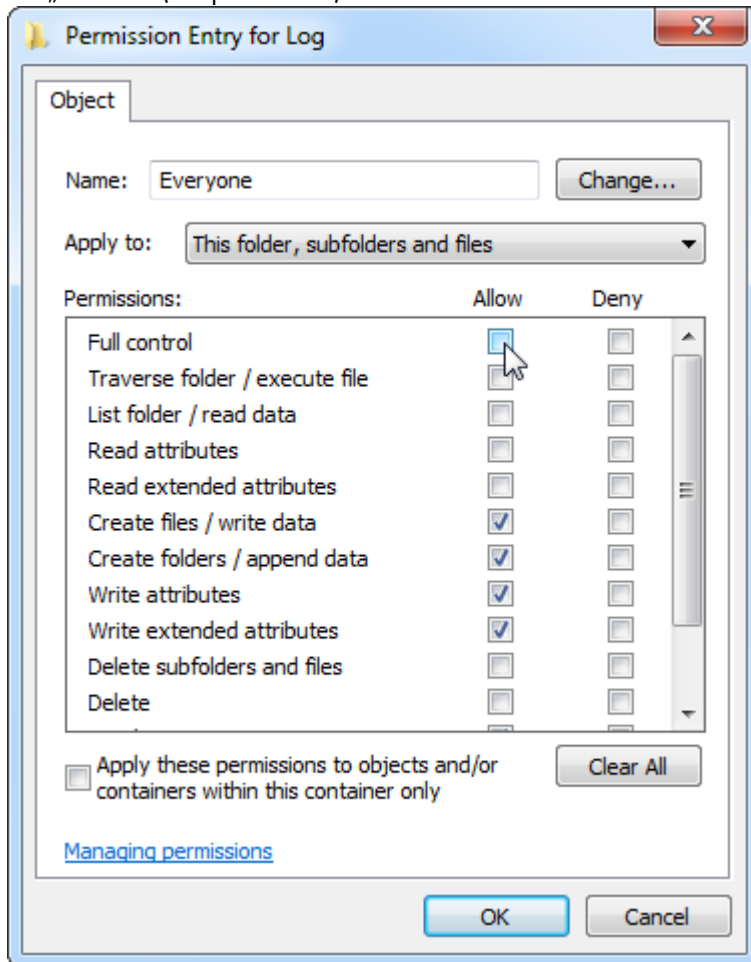 Permission Entry for Log
Object
Name: Everyone Change...
Apply to: This folder, subfolders and files
Permissions: Allow Deny
Full control
Traverse folder / execute file
List folder / read data
Read attributes
Read extended attributes
Create files / write data
Create folders / append data
Write attributes
Write extended attributes
Delete subfolders and files
Delete
Apply these permissions to objects and/or
containers within this container only
Clear All
Managing permissions
OK Cancel